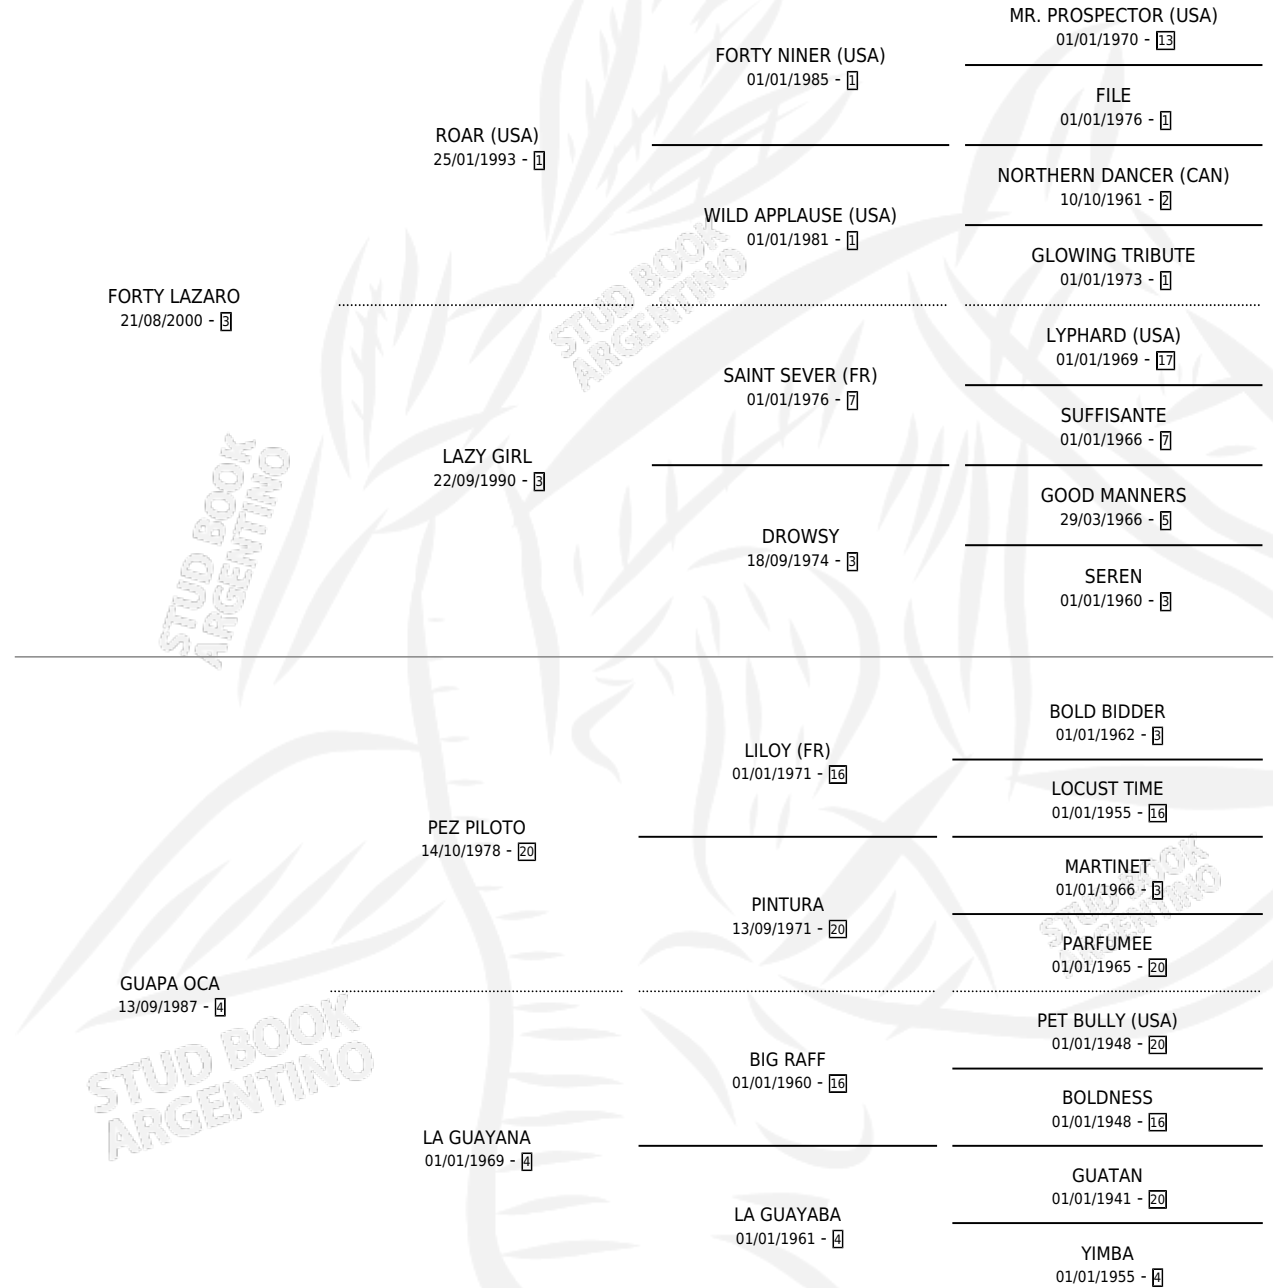 MR. PROSPECTOR (USA)
01/01/1970 - 13
FORTY NINER (USA)
01/01/1985 - 1
FILE
01/01/1976 - 1
ROAR (USA)
25/01/1993 - 1
NORTHERN DANCER (CAN)
10/10/1961 - 2
WILD APPLAUSE (USA)
01/01/1981 - 1
GLOWING TRIBUTE
01/01/1973 - 1
FORTY LAZARO
21/08/2000 - 3
STUD BOOK
ARGENTINO
LYPHARD (USA)
01/01/1969 - 17
SAINT SEVER (FR)
01/01/1976 - 7
SUFFISANTE
01/01/1966 - 7
LAZY GIRL
22/09/1990 - 3
GOOD MANNERS
29/03/1966 - 5
DROWSY
18/09/1974 - 3
SEREN
01/01/1960 - 3
STUD BOOK
ARGENTINO
BOLD BIDDER
01/01/1962 - 3
LILOY (FR)
01/01/1971 - 16
LOCUST TIME
01/01/1955 - 16
PEZ PILOTO
14/10/1978 - 20
MARTINET
01/01/1966 - 3
PINTURA
13/09/1971 - 20
PARFUMEE
01/01/1965 - 20
STUD BOOK
ARGENTINO
GUAPA OCA
13/09/1987 - 4
PET BULLY (USA)
01/01/1948 - 20
BIG RAFF
01/01/1960 - 16
BOLDNESS
01/01/1948 - 16
STUD BOOK
ARGENTINO
LA GUAYANA
01/01/1969 - 4
GUATAN
01/01/1941 - 20
LA GUAYABA
01/01/1961 - 4
YIMBA
01/01/1955 - 4